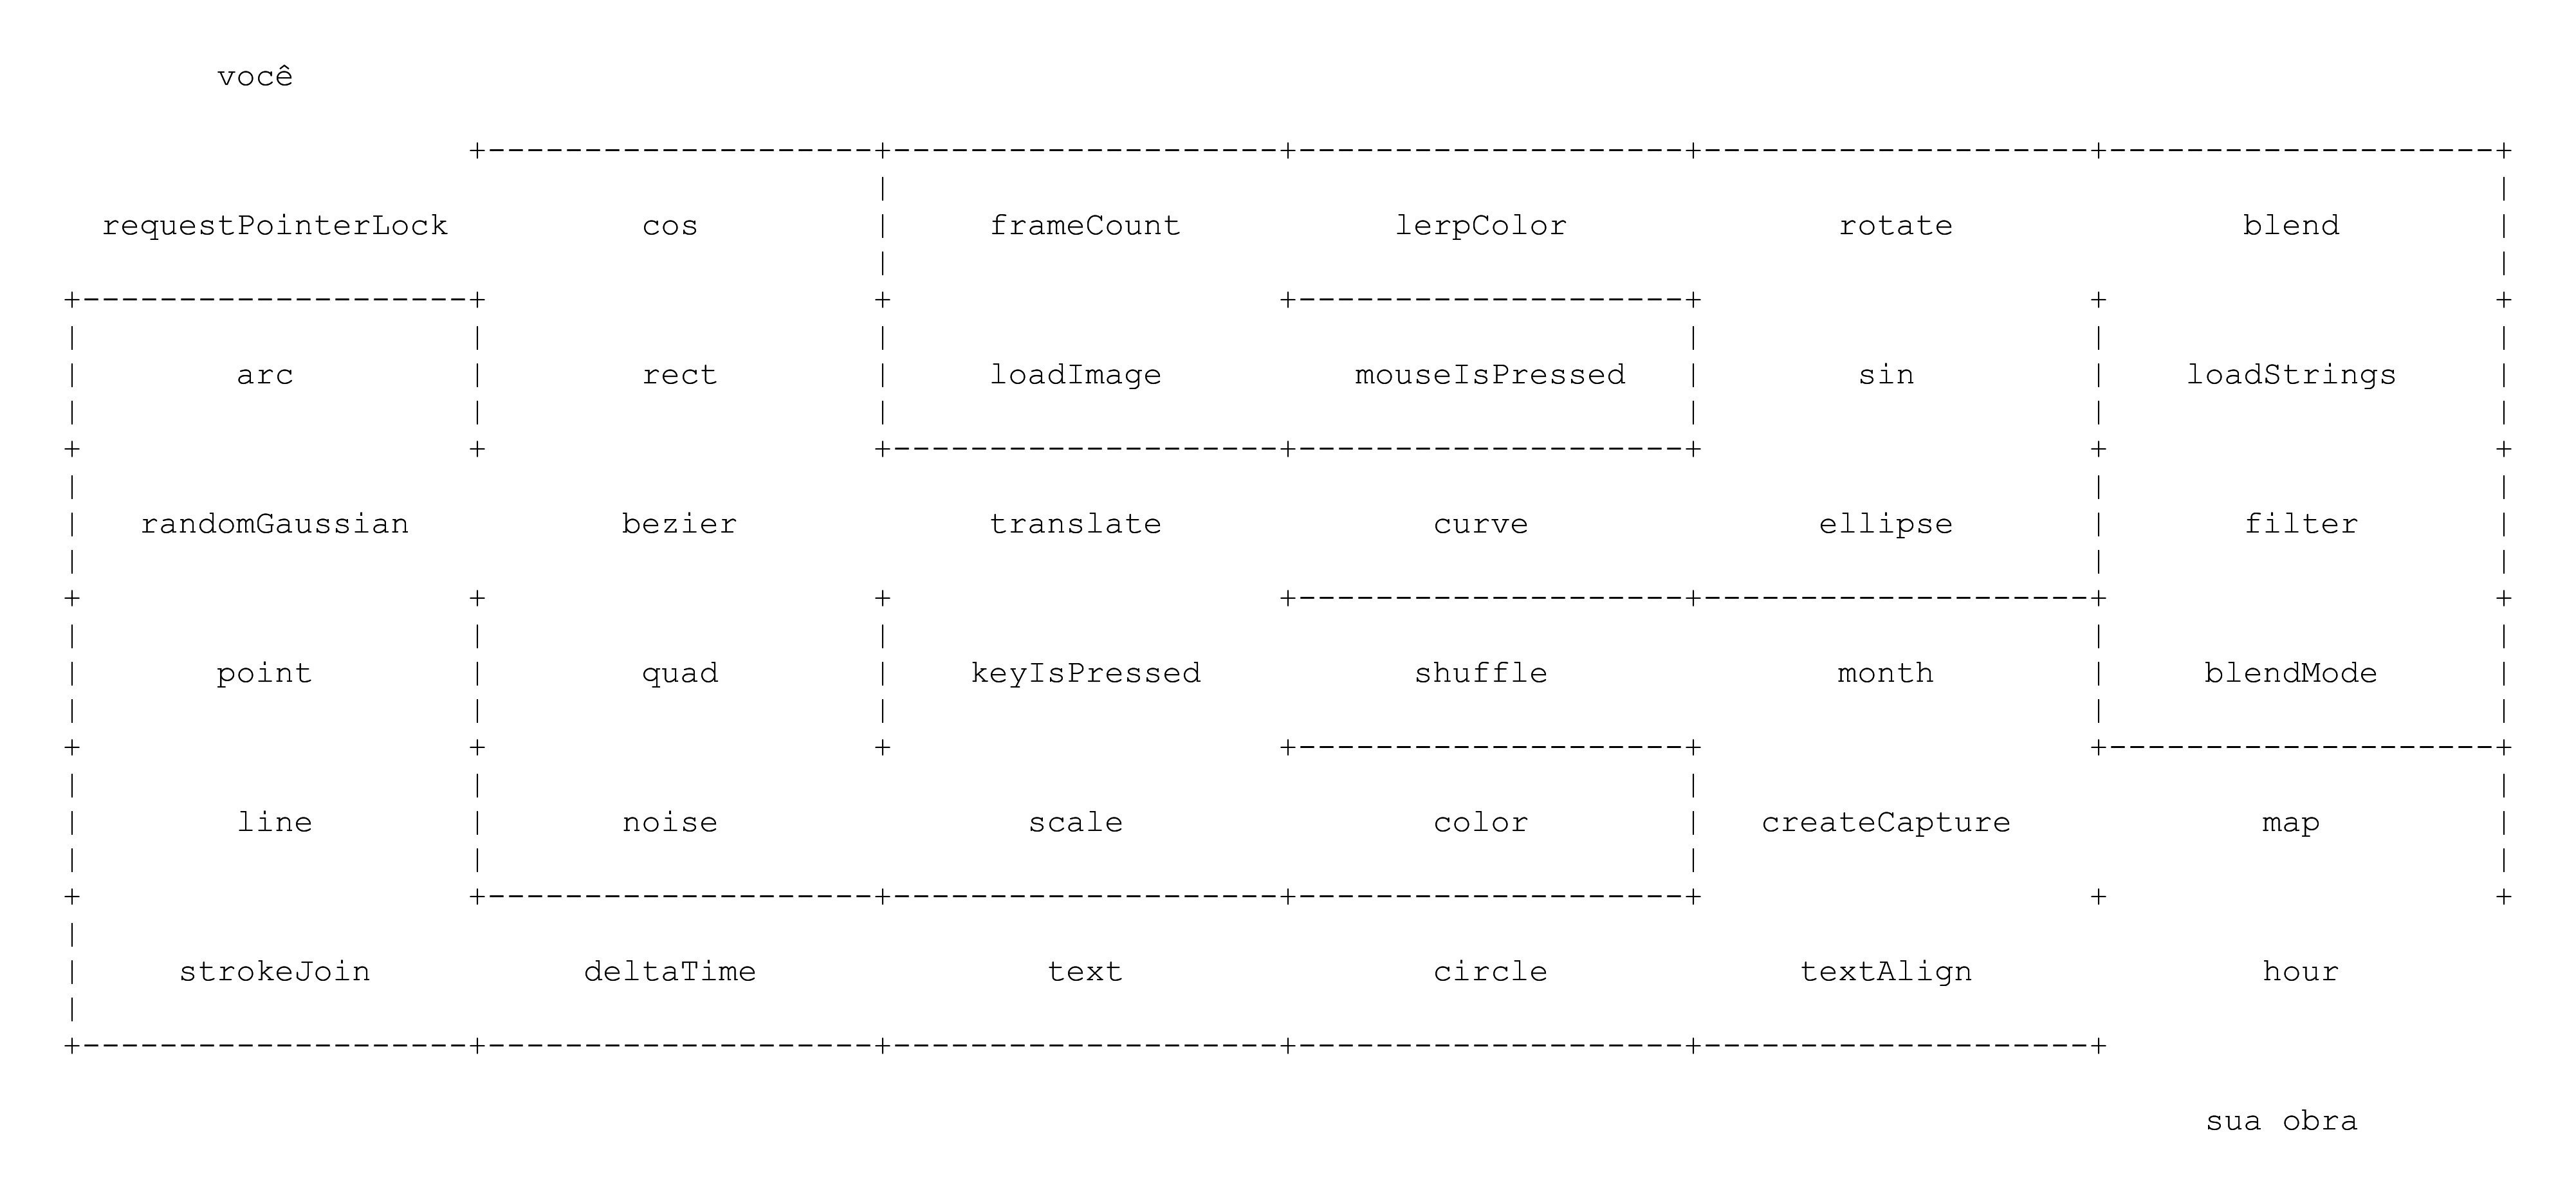 você
requestPointerLock cos frameCount lerpColor rotate blend
arc rect loadImage mouseIsPressed sin loadStrings
randomGaussian bezier translate curve ellipse filter
point quad keyIsPressed shuffle month blendMode
line noise scale color createCapture map
strokeJoin deltaTime text circle textAlign hour
sua obra